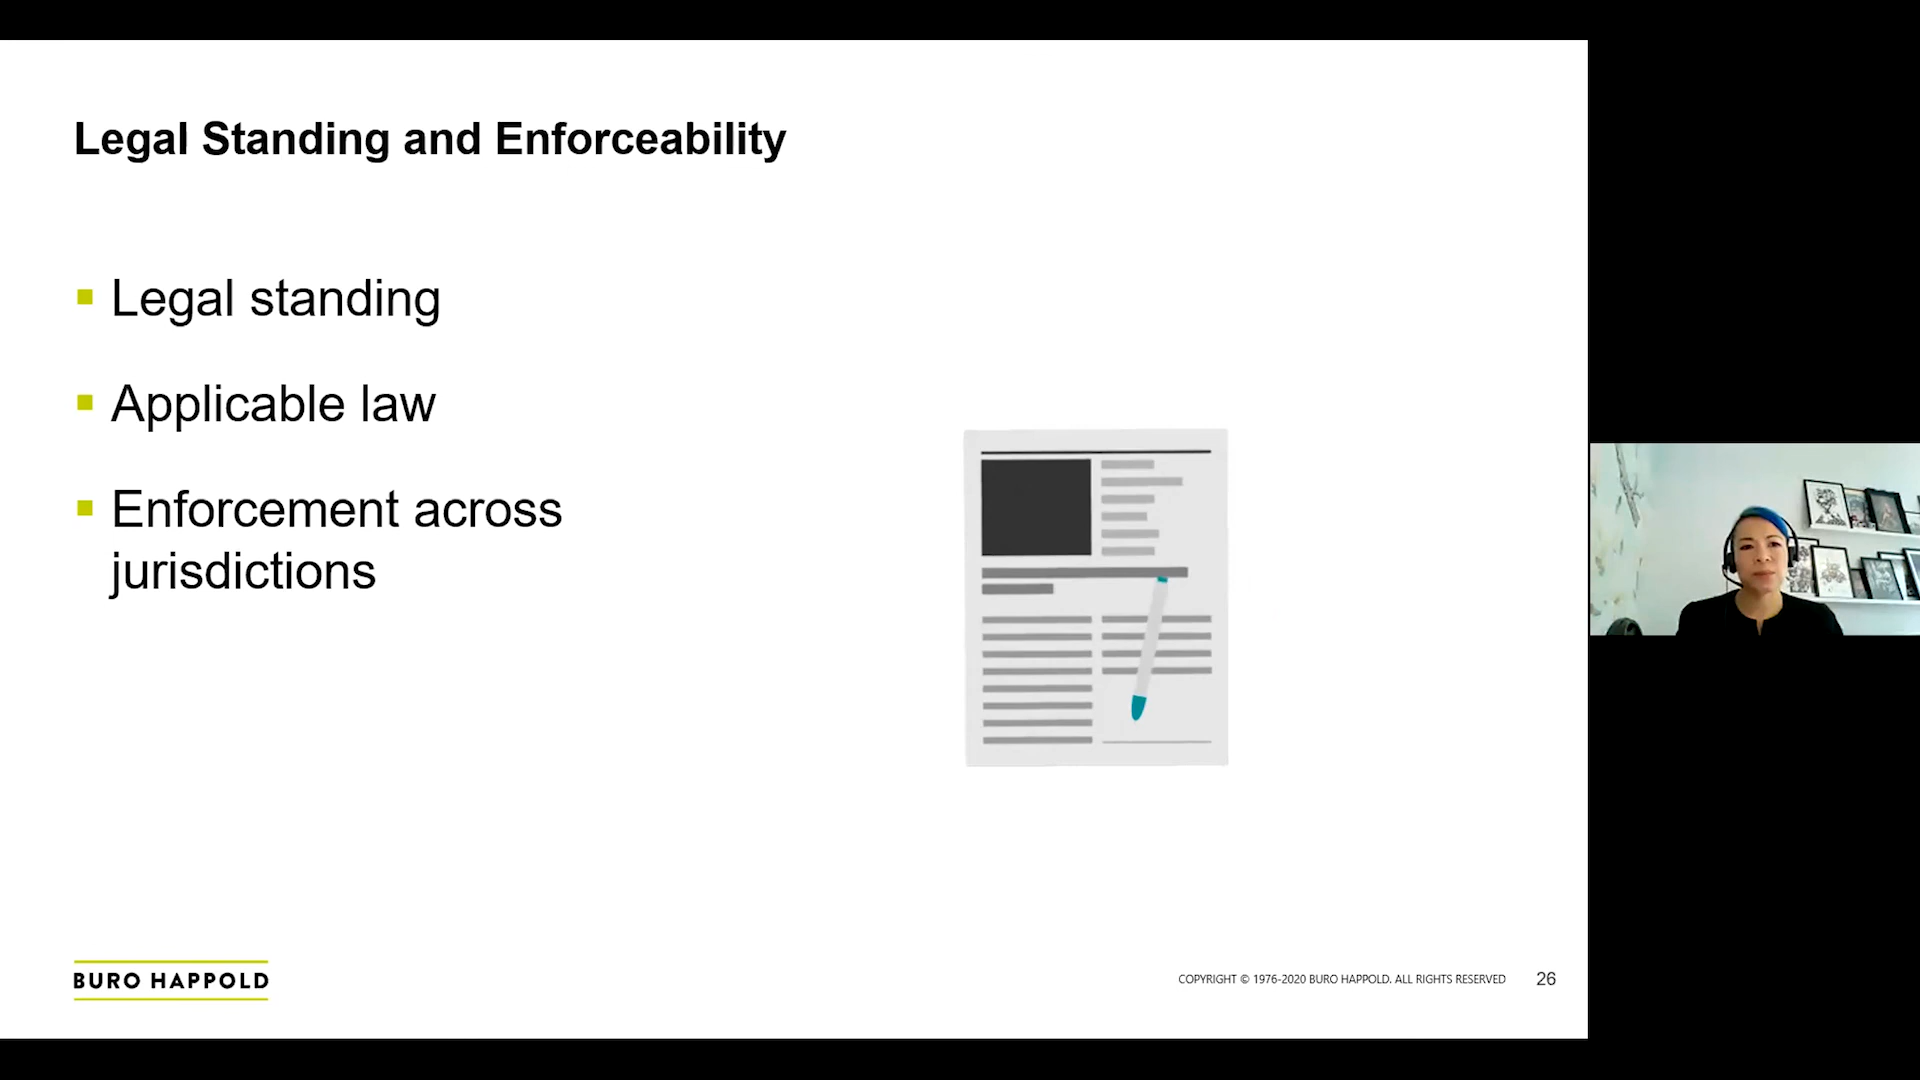 Legal Standing and Enforceability
Legal standing
Applicable law
Enforcement across
jurisdictions
BURO HAPPOLD
COPYRIGHT © 1976-2020 BURO HAPPOLD. ALL RIGHTS RESERVED
26